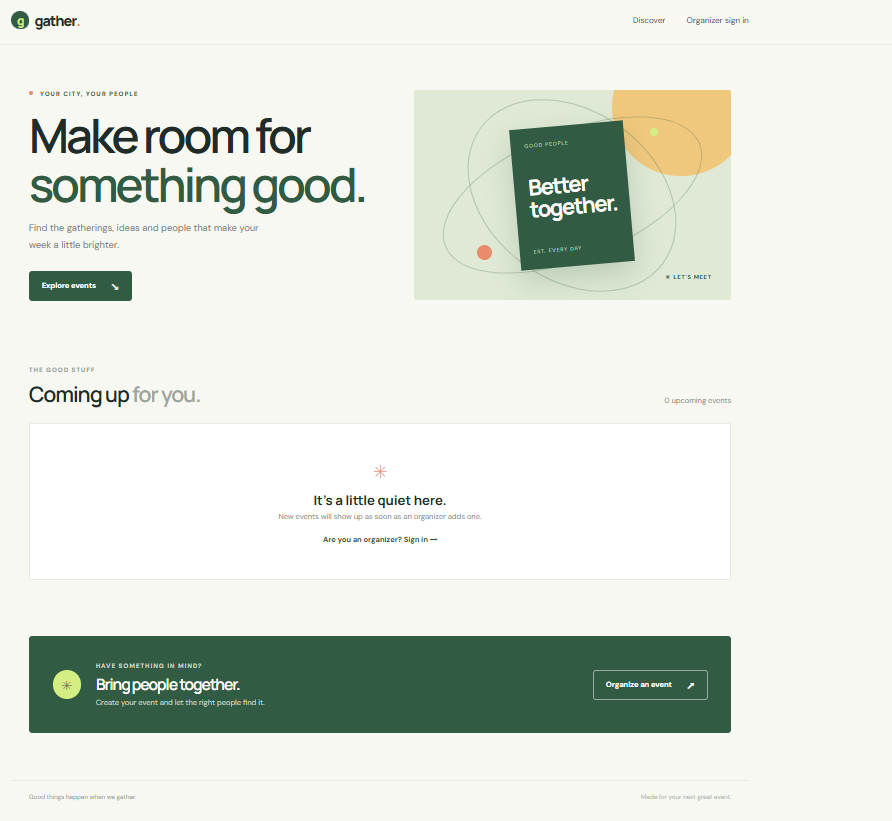 g gather.
Discover
Organizer sign in
YOUR CITY, YOUR PEOPLE
Make room for
something good.
Find the gatherings, ideas and people that make your
week a little brighter.
Explore events ↘
GOOD PEOPLE
Better
together.
EST. EVERY DAY
✳ LET'S MEET
THE GOOD STUFF
Coming up for you.
0 upcoming events
It's a little quiet here.
New events will show up as soon as an organizer adds one.
Are you an organizer? Sign in →
HAVE SOMETHING IN MIND?
Bring people together.
Create your event and let the right people find it.
Organize an event ↗
Good things happen when we gather.
Made for your next great event.